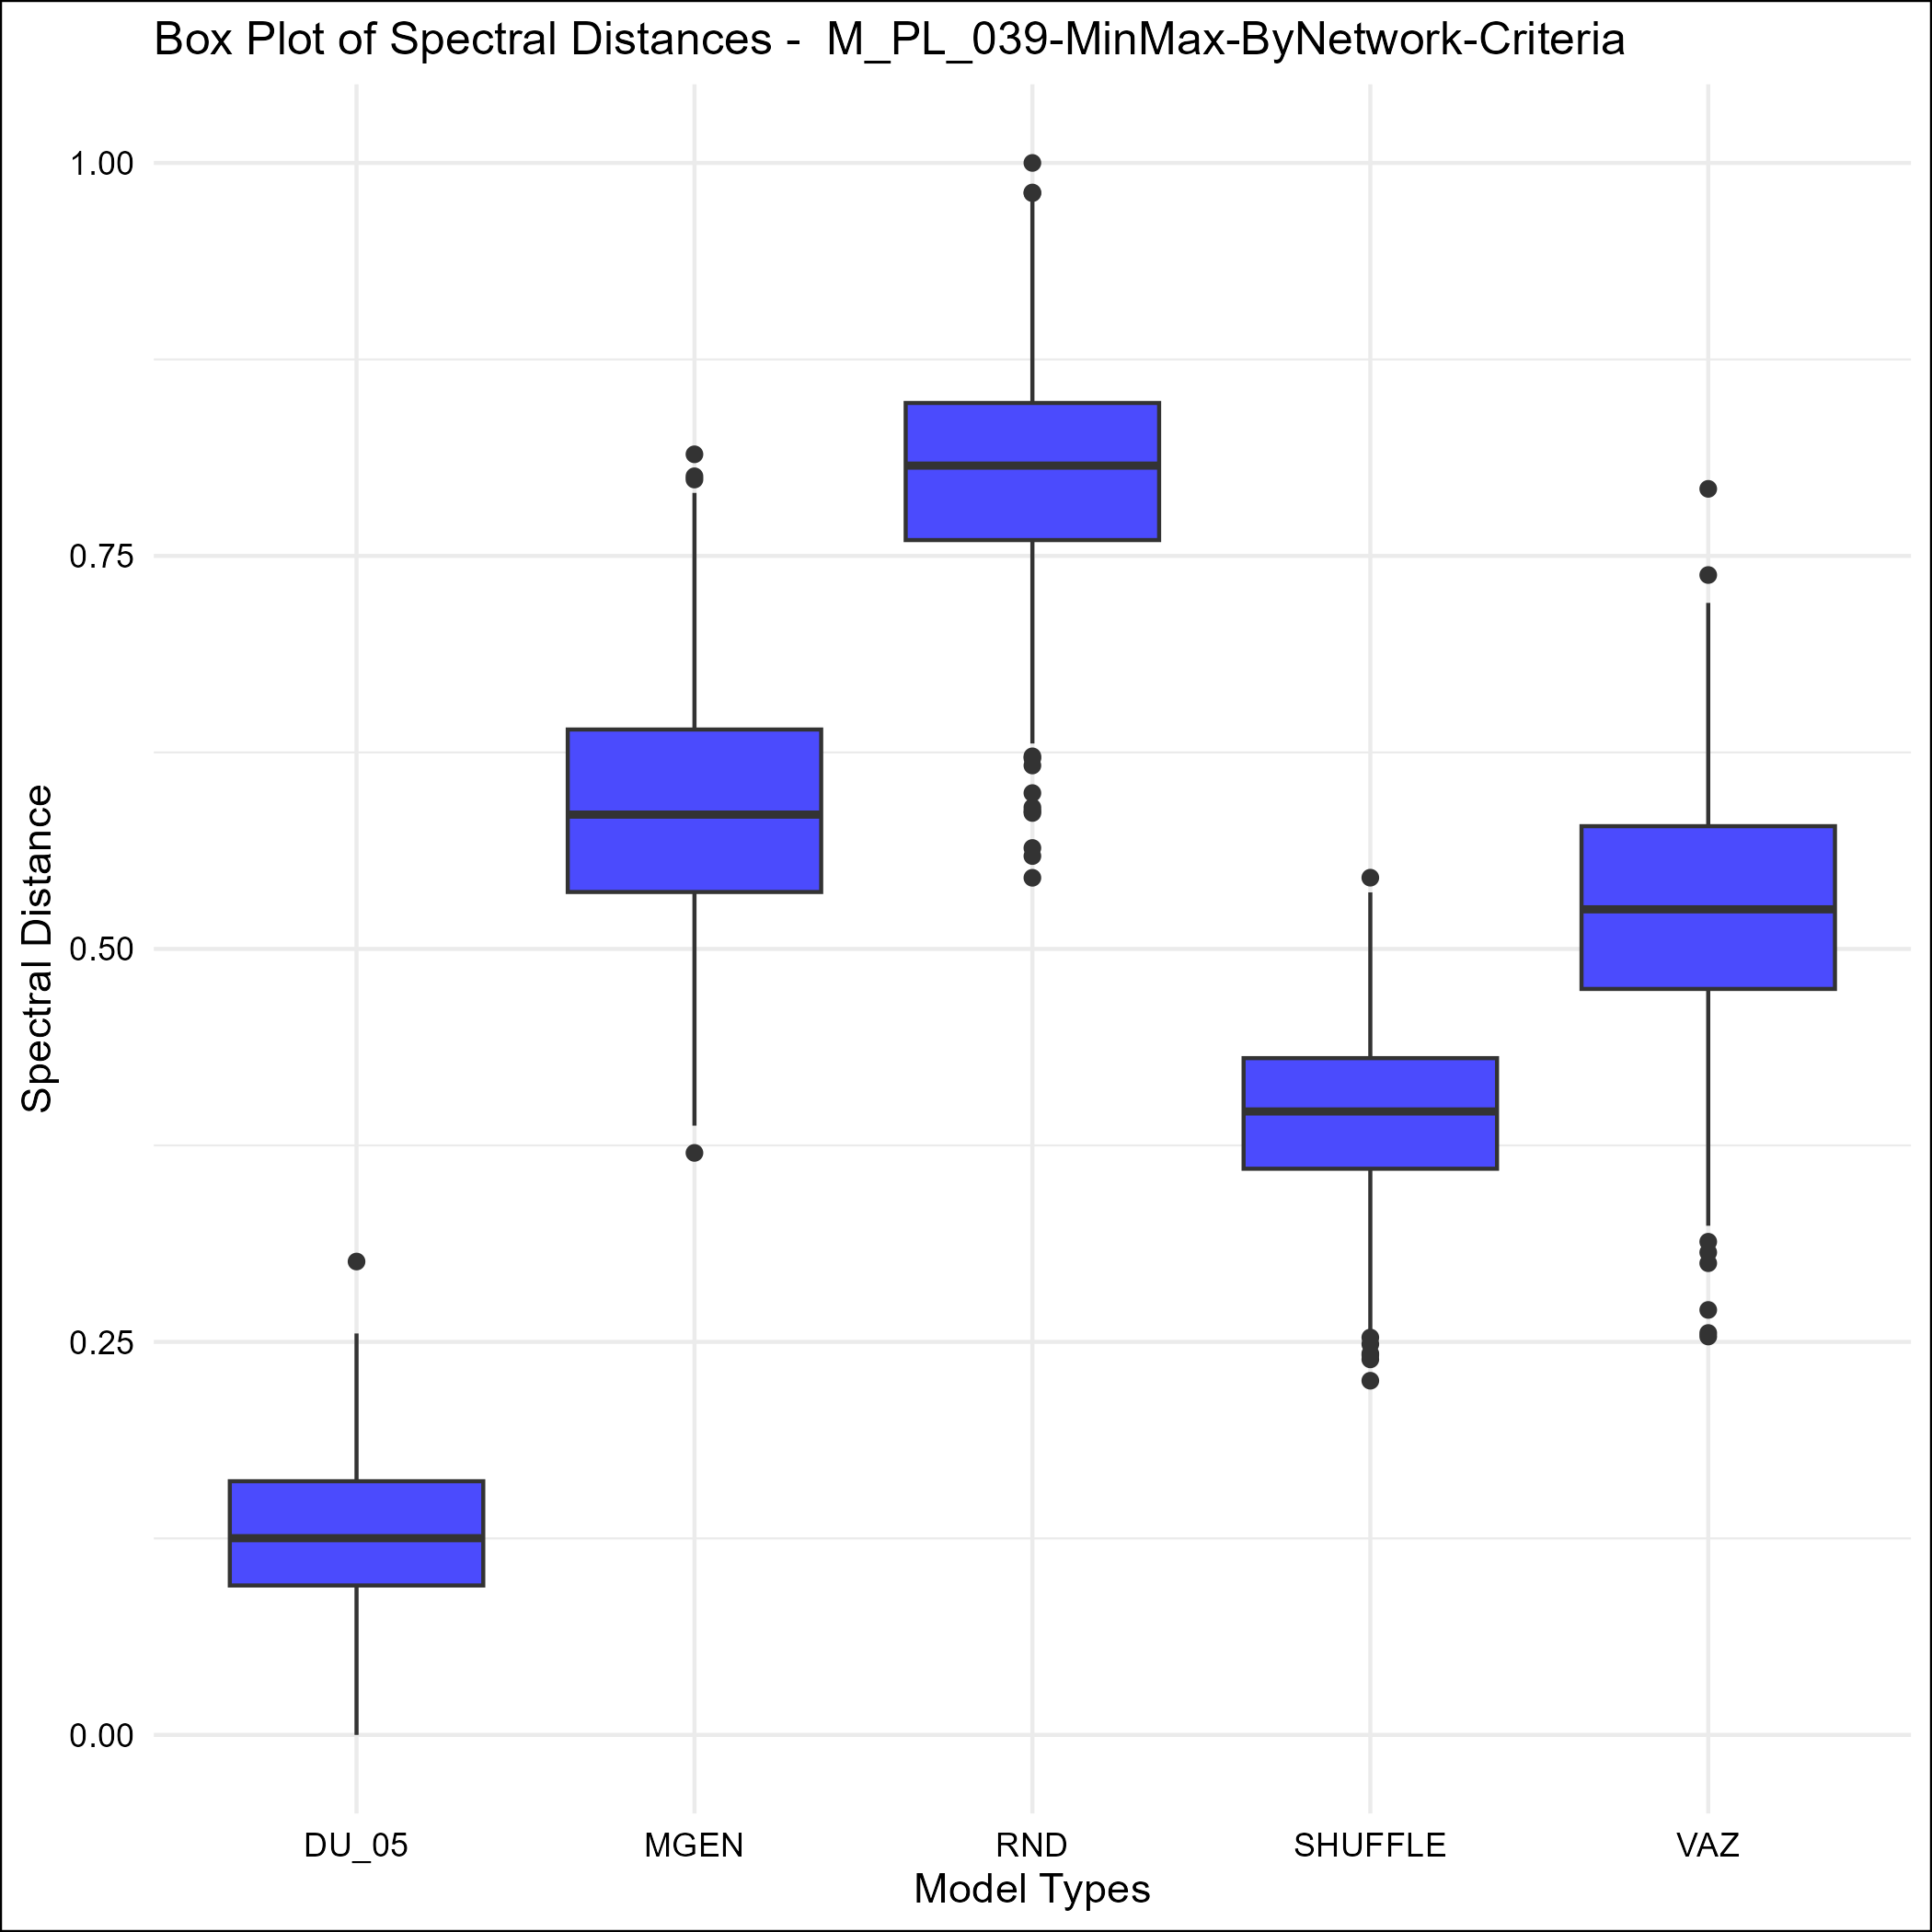 Box Plot of Spectral Distances -  M_PL_039-MinMax-ByNetwork-Criteria
1.00
0.75
0.50
0.25
0.00
Spectral Distance
DU_05 MGEN RND SHUFFLE VAZ
Model Types